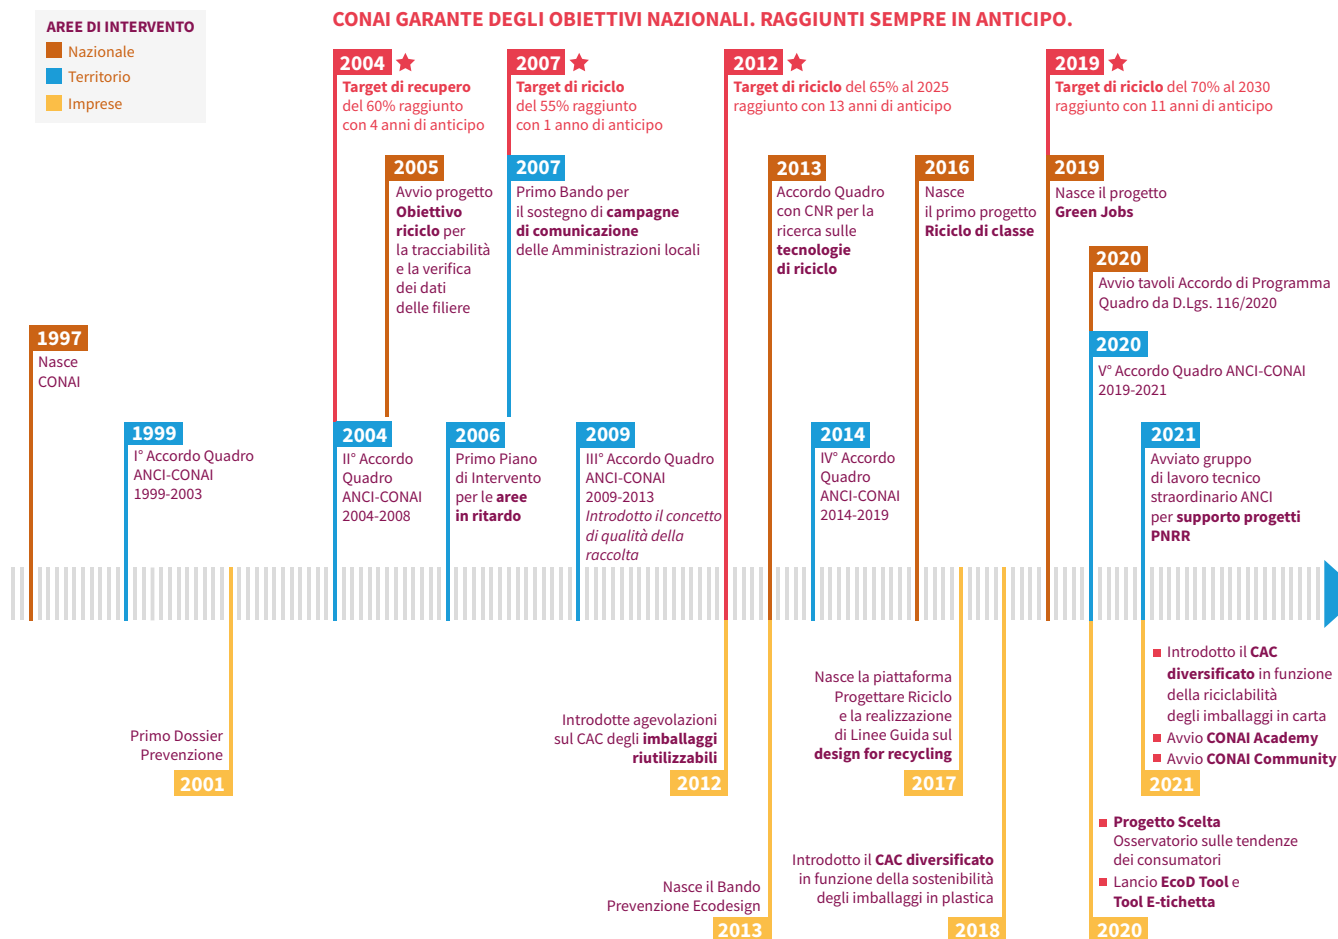 CONAI GARANTE DEGLI OBIETTIVI NAZIONALI. RAGGIUNTI SEMPRE IN ANTICIPO.
AREE DI INTERVENTO
Nazionale
Territorio
Imprese
2004
Target di recupero
del 60% raggiunto
con 4 anni di anticipo
2007
Target di riciclo
del 55% raggiunto
con 1 anno di anticipo
2012
Target di riciclo del 65% al 2025
raggiunto con 13 anni di anticipo
2019
Target di riciclo del 70% al 2030
raggiunto con 11 anni di anticipo
2005
Avvio progetto
Obiettivo
riciclo per
la tracciabilità
e la verifica
dei dati
delle filiere
2007
Primo Bando per
il sostegno di campagne
di comunicazione
delle Amministrazioni locali
2013
Accordo Quadro
con CNR per la
ricerca sulle
tecnologie
di riciclo
2016
Nasce
il primo progetto
Riciclo di classe
2019
Nasce il progetto
Green Jobs
2020
Avvio tavoli Accordo di Programma
Quadro da D.Lgs. 116/2020
2020
V° Accordo Quadro ANCI-CONAI
2019-2021
1997
Nasce
CONAI
1999
I° Accordo Quadro
ANCI-CONAI
1999-2003
2004
II° Accordo
Quadro
ANCI-CONAI
2004-2008
2006
Primo Piano
di Intervento
per le aree
in ritardo
2009
III° Accordo Quadro
ANCI-CONAI
2009-2013
Introdotto il concetto
di qualità della
raccolta
2014
IV° Accordo
Quadro
ANCI-CONAI
2014-2019
2021
Avviato gruppo
di lavoro tecnico
straordinario ANCI
per supporto progetti
PNRR
Primo Dossier
Prevenzione
2001
Introdotte agevolazioni
sul CAC degli imballaggi
riutilizzabili
2012
Nasce il Bando
Prevenzione Ecodesign
2013
Nasce la piattaforma
Progettare Riciclo
e la realizzazione
di Linee Guida sul
design for recycling
2017
Introdotto il CAC diversificato
in funzione della sostenibilità
degli imballaggi in plastica
2018
Introdotto il CAC
diversificato in funzione
della riciclabilità
degli imballaggi in carta
Avvio CONAI Academy
Avvio CONAI Community
2021
Progetto Scelta
Osservatorio sulle tendenze
dei consumatori
Lancio EcoD Tool e
Tool E-tichetta
2020